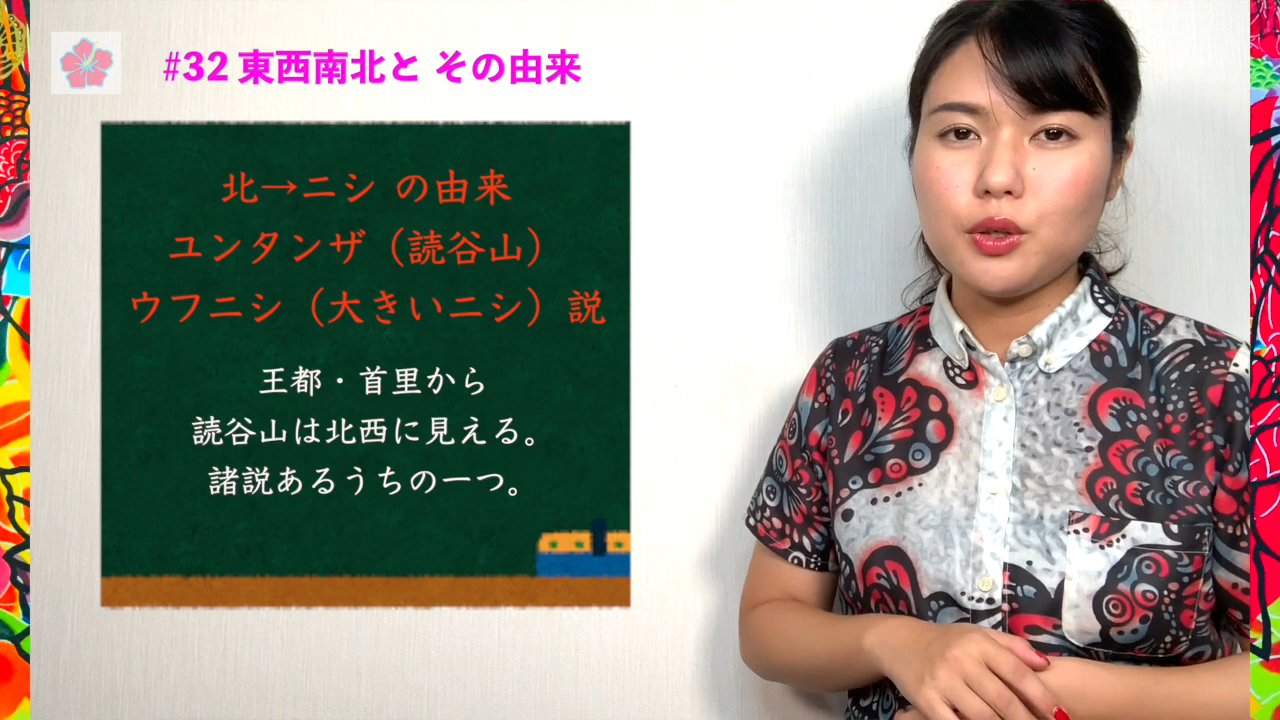 #32 東西南北と その由来
北→ニシ の由来
ユンタンザ（読谷山）
ウフニシ（大きいニシ）説
王都・首里から
読谷山は北西に見える。
諸説あるうちの一つ。